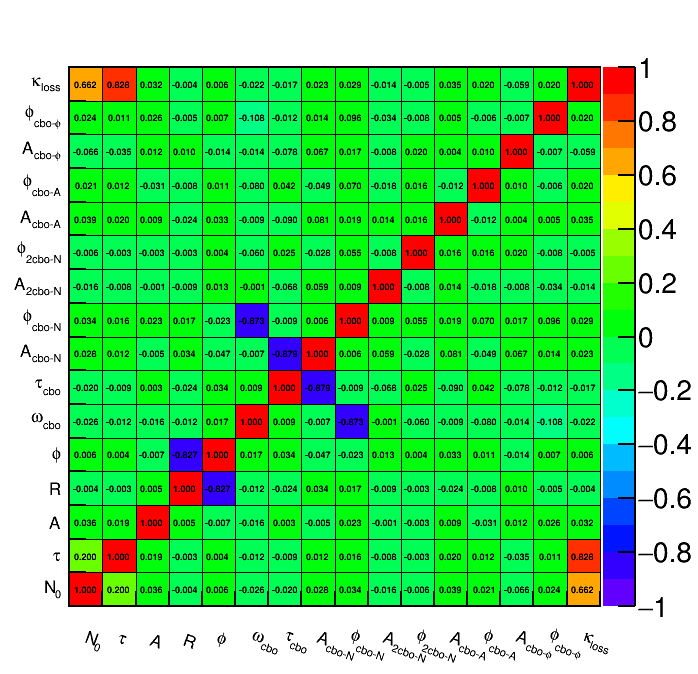 κ_loss 0.662 0.828 0.032 -0.004 0.006 -0.022 -0.017 0.023 0.029 -0.014 -0.005 0.035 0.020 -0.059 0.020 1.000
ϕ_cbo-ϕ 0.024 0.011 0.026 -0.005 0.007 -0.108 -0.012 0.014 0.096 -0.034 -0.008 0.005 -0.006 -0.007 1.000 0.020
A_cbo-ϕ -0.066 -0.035 0.012 0.010 -0.014 -0.014 -0.078 0.067 0.017 -0.008 0.020 0.004 0.010 1.000 -0.007 -0.059
ϕ_cbo-A 0.021 0.012 -0.031 -0.008 0.011 -0.080 0.042 -0.049 0.070 -0.018 0.016 -0.012 1.000 0.010 -0.006 0.020
A_cbo-A 0.039 0.020 0.009 -0.024 0.033 -0.009 -0.090 0.081 0.019 0.014 0.016 1.000 -0.012 0.004 0.005 0.035
ϕ_2cbo-N -0.006 -0.003 -0.003 -0.003 0.004 -0.060 0.025 -0.028 0.055 -0.008 1.000 0.016 0.016 0.020 -0.008 -0.005
A_2cbo-N -0.016 -0.008 -0.001 -0.009 0.013 -0.001 -0.068 0.059 0.009 1.000 -0.008 0.014 -0.018 -0.008 -0.034 -0.014
ϕ_cbo-N 0.034 0.016 0.023 0.017 -0.023 -0.873 -0.009 0.006 1.000 0.009 0.055 0.019 0.070 0.017 0.096 0.029
A_cbo-N 0.028 0.012 -0.005 0.034 -0.047 -0.007 -0.879 1.000 0.006 0.059 -0.028 0.081 -0.049 0.067 0.014 0.023
τ_cbo -0.020 -0.009 0.003 -0.024 0.034 0.009 1.000 -0.879 -0.009 -0.068 0.025 -0.090 0.042 -0.078 -0.012 -0.017
ω_cbo -0.026 -0.012 -0.016 -0.012 0.017 1.000 0.009 -0.007 -0.873 -0.001 -0.060 -0.009 -0.080 -0.014 -0.108 -0.022
ϕ 0.006 0.004 -0.007 -0.827 1.000 0.017 0.034 -0.047 -0.023 0.013 0.004 0.033 0.011 -0.014 0.007 0.006
R -0.004 -0.003 0.005 1.000 -0.827 -0.012 -0.024 0.034 0.017 -0.009 -0.003 -0.024 -0.008 0.010 -0.005 -0.004
A 0.036 0.019 1.000 0.005 -0.007 -0.016 0.003 -0.005 0.023 -0.001 -0.003 0.009 -0.031 0.012 0.026 0.032
τ 0.200 1.000 0.019 -0.003 0.004 -0.012 -0.009 0.012 0.016 -0.008 -0.003 0.020 0.012 -0.035 0.011 0.828
N_0 1.000 0.200 0.036 -0.004 0.006 -0.026 -0.020 0.028 0.034 -0.016 -0.006 0.039 0.021 -0.066 0.024 0.662
N_0 τ A R ϕ ω_cbo τ_cbo A_cbo-N ϕ_cbo-N A_2cbo-N ϕ_2cbo-N A_cbo-A ϕ_cbo-A A_cbo-ϕ ϕ_cbo-ϕ κ_loss
1
0.8
0.6
0.4
0.2
0
−0.2
−0.4
−0.6
−0.8
−1